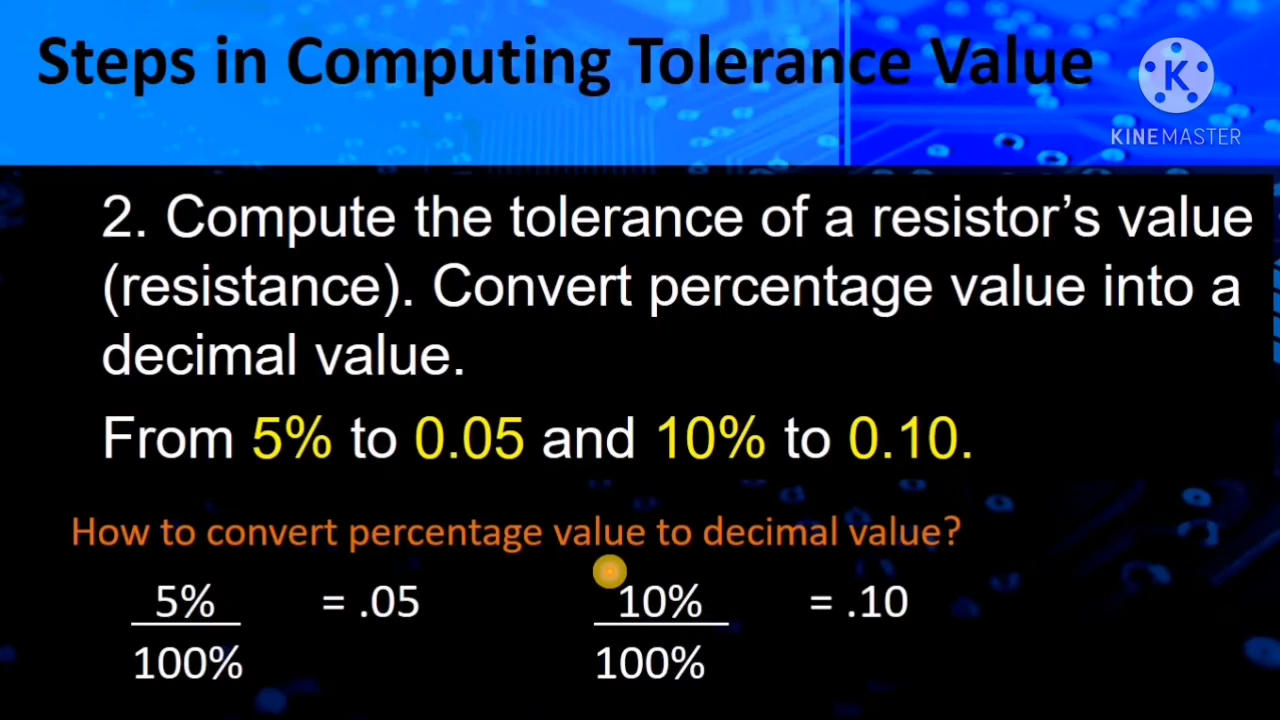 Steps in Computing Tolerance Value
K
KINEMASTER
2. Compute the tolerance of a resistor’s value
(resistance). Convert percentage value into a
decimal value.
From 5% to 0.05 and 10% to 0.10.
How to convert percentage value to decimal value?
5% = .05 10% = .10
100% 100%